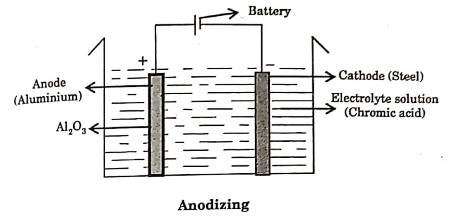 Battery
+
−
Anode
(Aluminium)
Al₂O₃
Cathode (Steel)
Electrolyte solution
(Chromic acid)
Anodizing